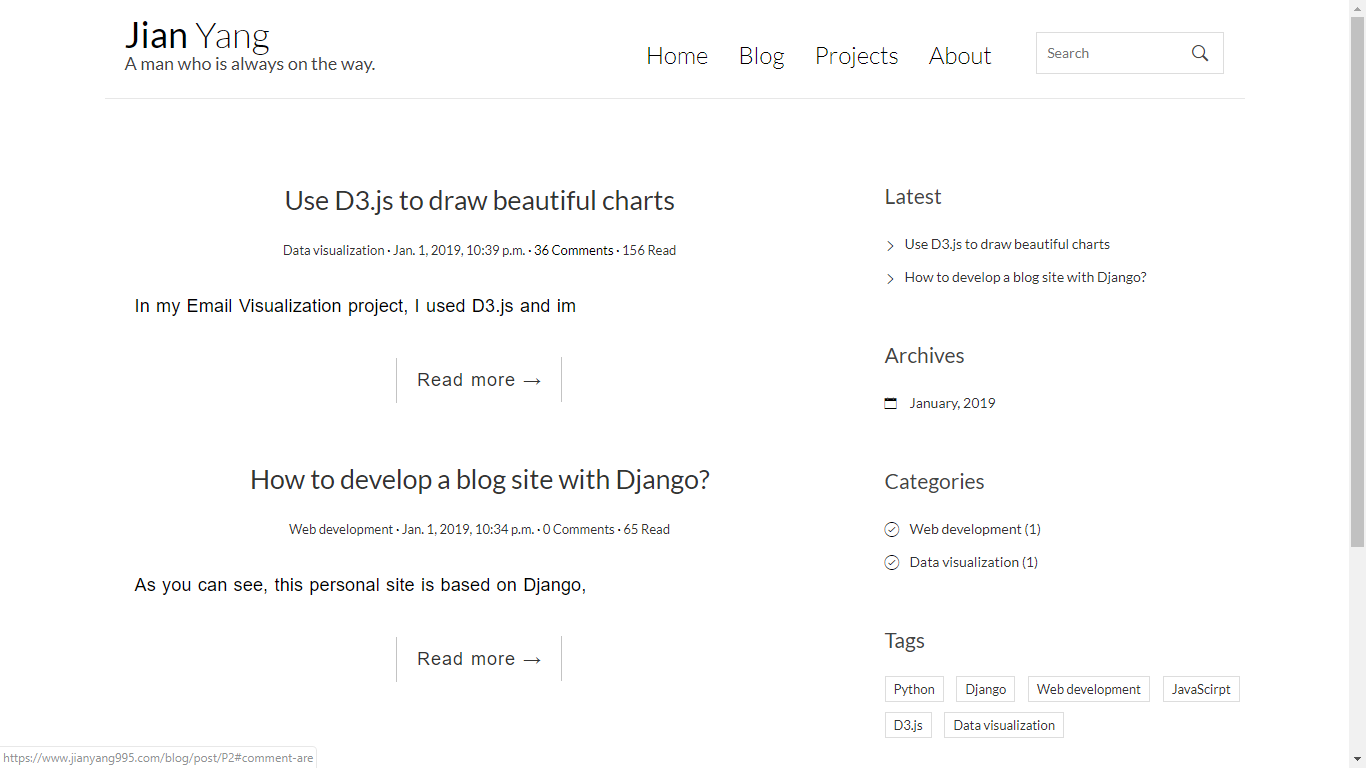 Jian Yang
A man who is always on the way.
Home Blog Projects About
Search
Use D3.js to draw beautiful charts
Data visualization · Jan. 1, 2019, 10:39 p.m. · 36 Comments · 156 Read
In my Email Visualization project, I used D3.js and im
Read more →
How to develop a blog site with Django?
Web development · Jan. 1, 2019, 10:34 p.m. · 0 Comments · 65 Read
As you can see, this personal site is based on Django,
Read more →
Latest
Use D3.js to draw beautiful charts
How to develop a blog site with Django?
Archives
January, 2019
Categories
Web development (1)
Data visualization (1)
Tags
Python Django Web development JavaScirpt
D3.js Data visualization
https://www.jianyang995.com/blog/post/P2#comment-are